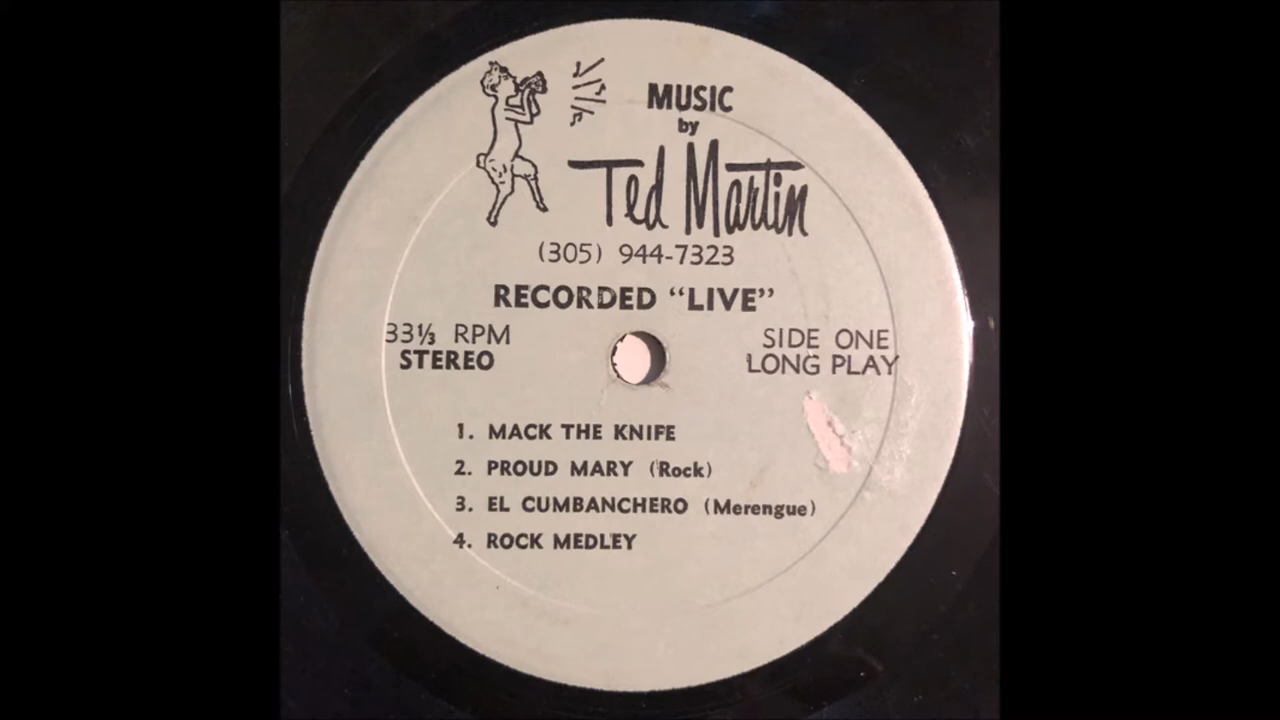 MUSIC
by
Ted Martin
(305) 944-7323
RECORDED “LIVE”
33⅓ RPM
STEREO
SIDE ONE
LONG PLAY
1. MACK THE KNIFE
2. PROUD MARY (Rock)
3. EL CUMBANCHERO (Merengue)
4. ROCK MEDLEY